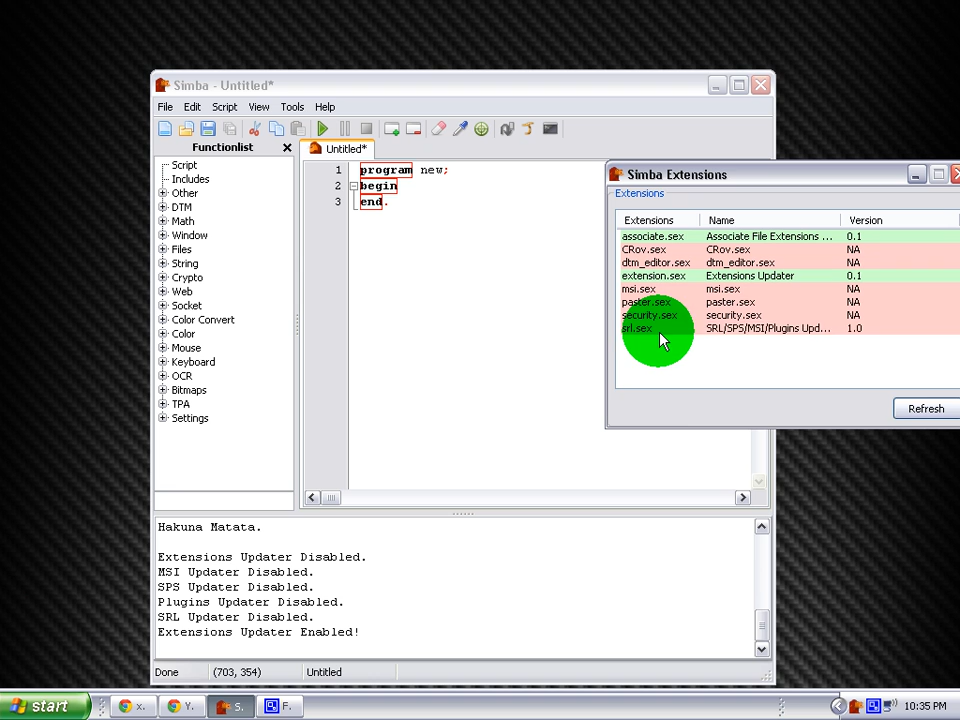 Simba - Untitled*
File Edit Script View Tools Help
Functionlist
Untitled*
Script
Includes
Other
DTM
Math
Window
Files
String
Crypto
Web
Socket
Color Convert
Color
Mouse
Keyboard
OCR
Bitmaps
TPA
Settings
1 program new;
2 begin
3 end.
Simba Extensions
Extensions
Extensions Name Version
associate.sex Associate File Extensions ... 0.1
CRov.sex CRov.sex NA
dtm_editor.sex dtm_editor.sex NA
extension.sex Extensions Updater 0.1
msi.sex msi.sex NA
paster.sex paster.sex NA
security.sex security.sex NA
srl.sex SRL/SPS/MSI/Plugins Upd... 1.0
Refresh
Hakuna Matata.
Extensions Updater Disabled.
MSI Updater Disabled.
SPS Updater Disabled.
Plugins Updater Disabled.
SRL Updater Disabled.
Extensions Updater Enabled!
Done (703, 354) Untitled
start x. Y. S. F. 10:35 PM